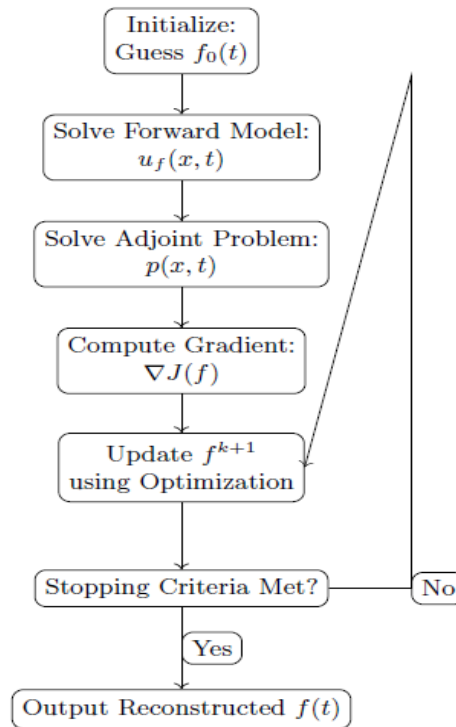 Initialize:
Guess f₀(t)
Solve Forward Model:
u_f(x, t)
Solve Adjoint Problem:
p(x, t)
Compute Gradient:
∇J(f)
Update f^{k+1}
using Optimization
Stopping Criteria Met?
No
Yes
Output Reconstructed f(t)